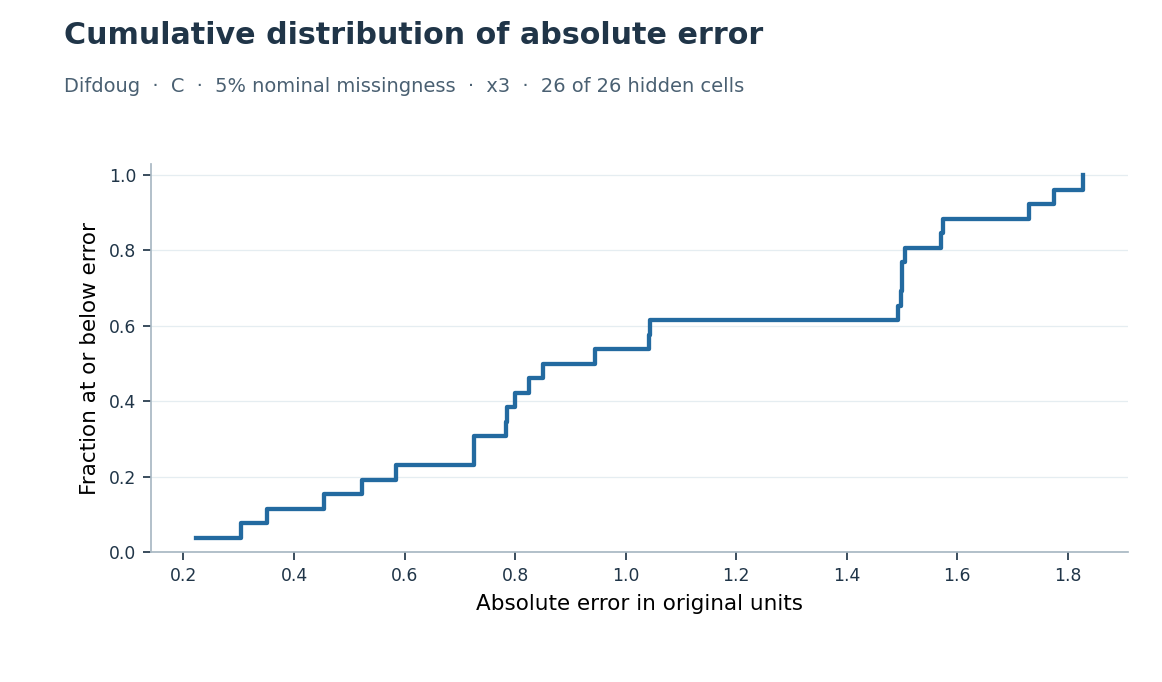 Cumulative distribution of absolute error
Difdoug · C · 5% nominal missingness · x3 · 26 of 26 hidden cells
Fraction at or below error
1.0
0.8
0.6
0.4
0.2
0.0
0.2 0.4 0.6 0.8 1.0 1.2 1.4 1.6 1.8
Absolute error in original units